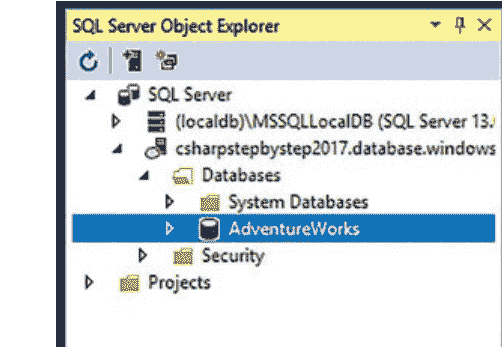 SQL Server Object Explorer
SQL Server
(localdb)\MSSQLLocalDB (SQL Server 13.
csharpstepbystep2017.database.windows
Databases
System Databases
AdventureWorks
Security
Projects